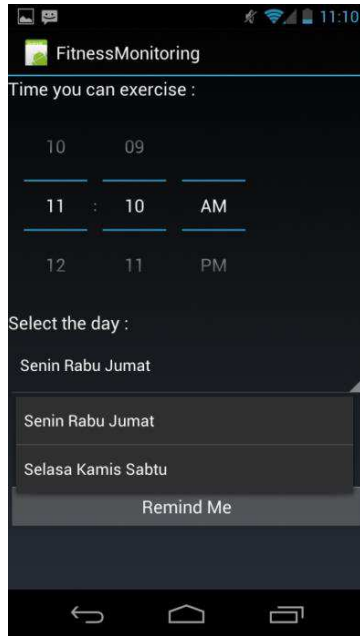 11:10
FitnessMonitoring
Time you can exercise :
10 09
11 : 10 AM
12 11 PM
Select the day :
Senin Rabu Jumat
Senin Rabu Jumat
Selasa Kamis Sabtu
Remind Me